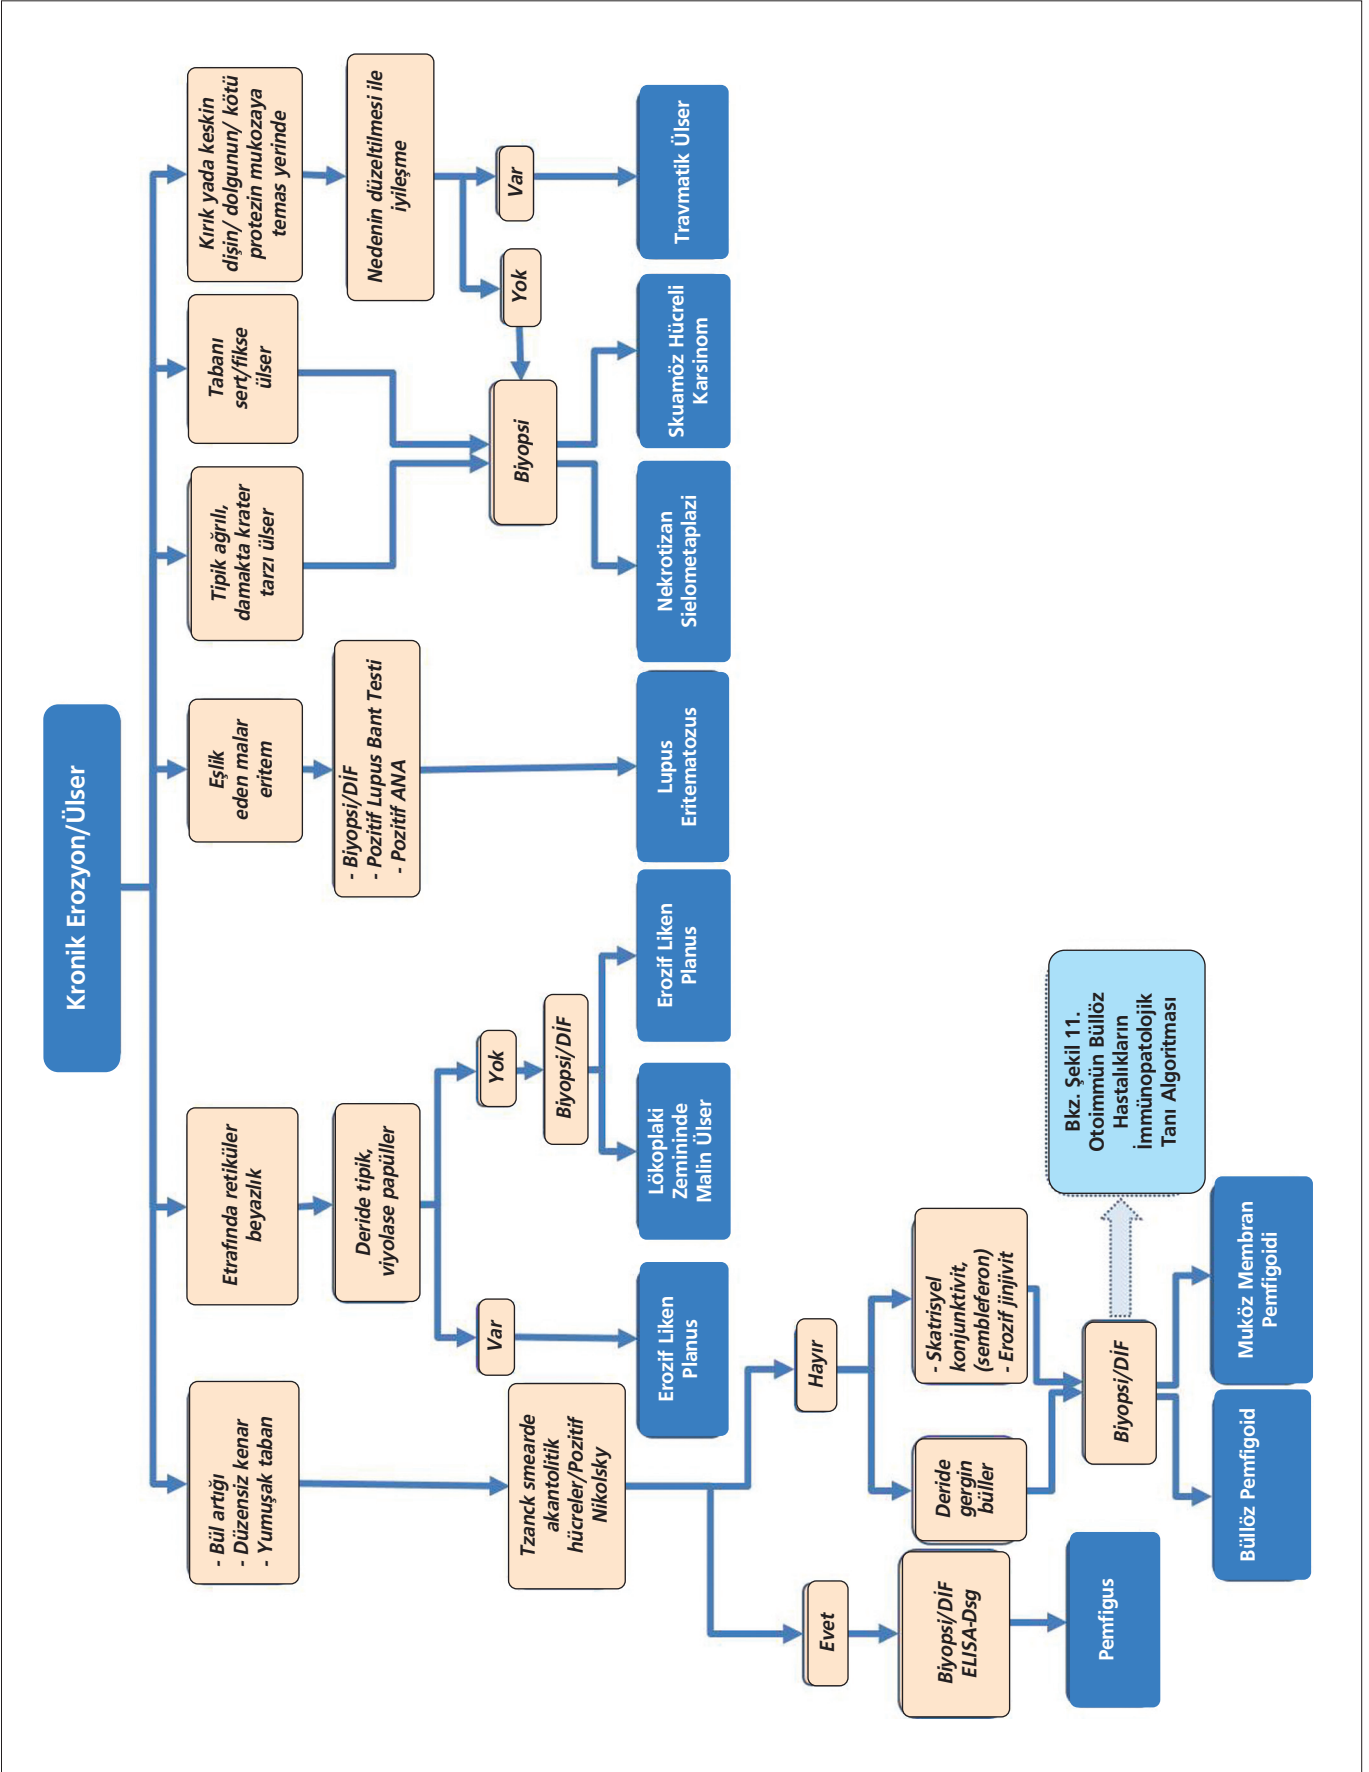 Kronik Erozyon/Ülser
- Bül artığı
- Düzensiz kenar
- Yumuşak taban
Etrafında retiküler
beyazlık
Eşlik
eden malar
eritem
Tipik ağrılı,
damakta krater
tarzı ülser
Tabanı
sert/fikse
ülser
Kırık yada keskin
dişin/ dolgunun/ kötü
protezin mukozaya
temas yerinde
Deride tipik,
viyolase papüller
- Biyopsi/DİF
- Pozitif Lupus Bant Testi
- Pozitif ANA
Nedenin düzeltilmesi ile
iyileşme
Var
Yok
Yok
Var
Tzanck smearde
akantolitik
hücreler/Pozitif
Nikolsky
Biyopsi/DİF
Biyopsi
Erozif Liken
Planus
Lökoplaki
Zemininde
Malin Ülser
Erozif Liken
Planus
Lupus
Eritematozus
Nekrotizan
Sielometaplazi
Skuamöz Hücreli
Karsinom
Travmatik Ülser
Evet
Hayır
Biyopsi/DİF
ELISA-Dsg
Deride
gergin
büller
- Skatrisyel
konjunktivit,
(sembleferon)
- Erozif jinjivit
Pemfigus
Biyopsi/DİF
Bkz. Şekil 11.
Otoimmün Büllöz
Hastalıkların
İmmünopatolojik
Tanı Algoritması
Büllöz Pemfigoid
Muköz Membran
Pemfigoidi